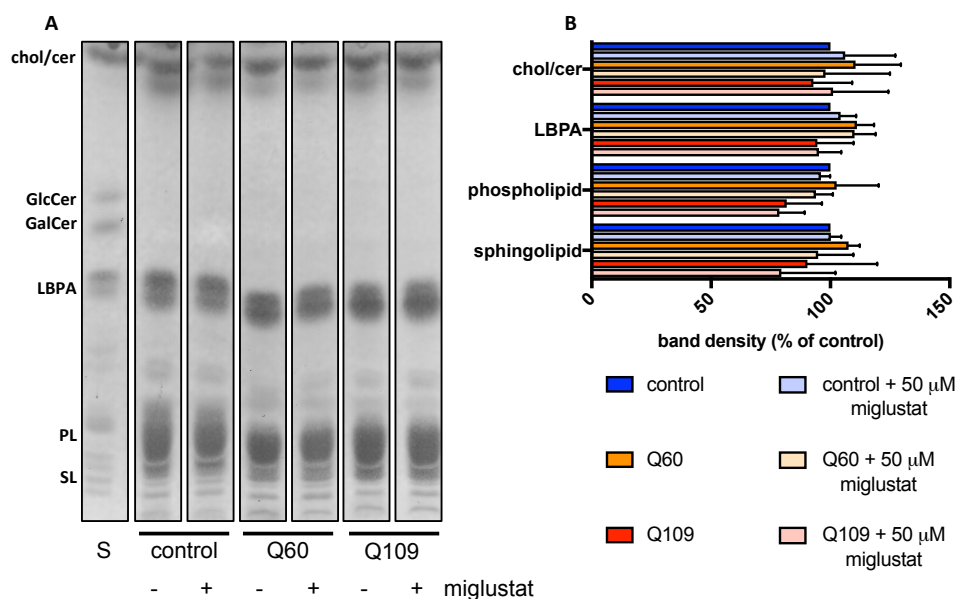 A
chol/cer
GlcCer
GalCer
LBPA
PL
SL
S control Q60 Q109
- + - + - + miglustat
B
chol/cer
LBPA
phospholipid
sphingolipid
0 50 100 150
band density (% of control)
control
control + 50 μM
miglustat
Q60
Q60 + 50 μM
miglustat
Q109
Q109 + 50 μM
miglustat